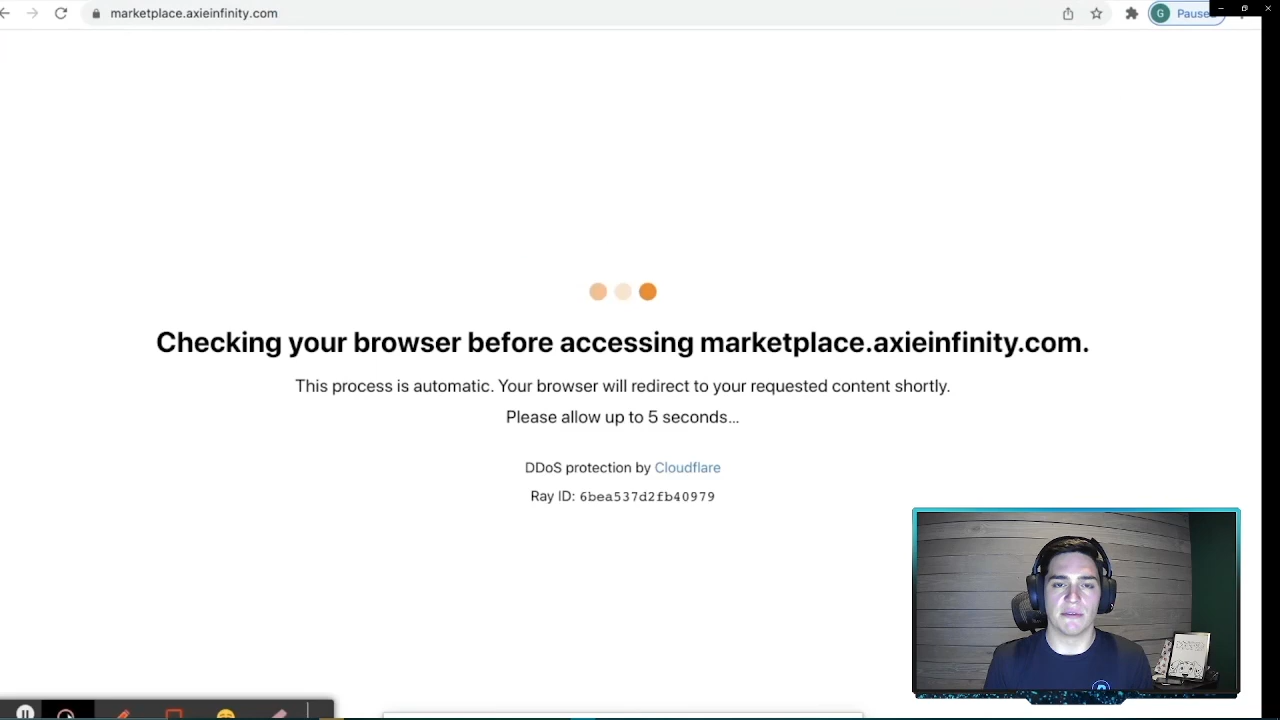 marketplace.axieinfinity.com
G
Paused
Checking your browser before accessing marketplace.axieinfinity.com.
This process is automatic. Your browser will redirect to your requested content shortly.
Please allow up to 5 seconds...
DDoS protection by Cloudflare
Ray ID: 6bea537d2fb40979